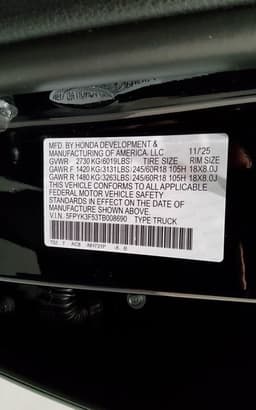 MFD. BY HONDA DEVELOPMENT &
MANUFACTURING OF AMERICA, LLC 11/'25
GVWR 2730 KG(6019LBS) TIRE SIZE RIM SIZE
GAWR F 1420 KG(3131LBS) 245/60R18 105H 18X8.0J
GAWR R 1480 KG(3263LBS) 245/60R18 105H 18X8.0J
THIS VEHICLE CONFORMS TO ALL APPLICABLE
FEDERAL MOTOR VEHICLE SAFETY
STANDARDS IN EFFECT ON THE DATE OF
MANUFACTURE SHOWN ABOVE.
V.I.N.: 5FPYK3F53TB008690 TYPE:TRUCK